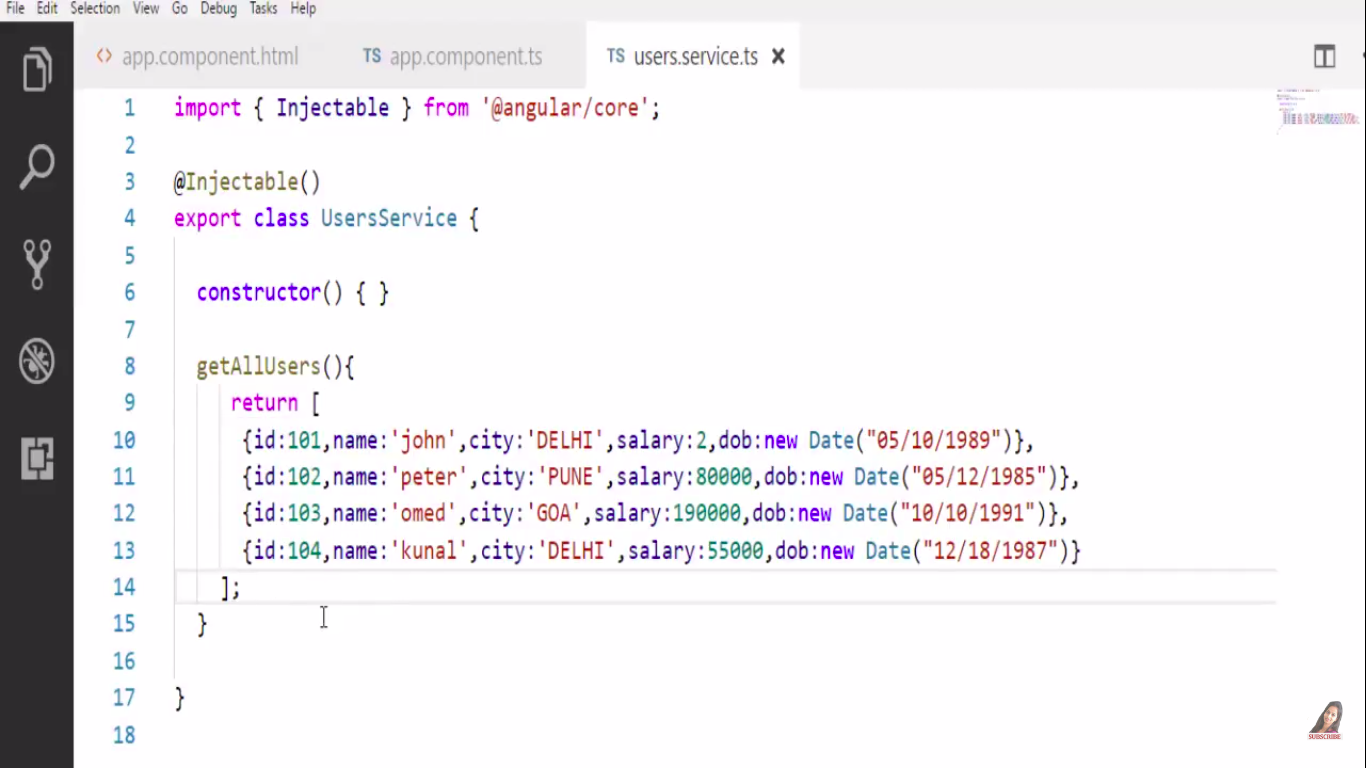 File Edit Selection View Go Debug Tasks Help
<> app.component.html TS app.component.ts TS users.service.ts ×
1 import { Injectable } from '@angular/core';
2
3 @Injectable()
4 export class UsersService {
5
6 constructor() { }
7
8 getAllUsers(){
9 return [
10 {id:101,name:'john',city:'DELHI',salary:2,dob:new Date("05/10/1989")},
11 {id:102,name:'peter',city:'PUNE',salary:80000,dob:new Date("05/12/1985")},
12 {id:103,name:'omed',city:'GOA',salary:190000,dob:new Date("10/10/1991")},
13 {id:104,name:'kunal',city:'DELHI',salary:55000,dob:new Date("12/18/1987")}
14 ];
15 }
16
17 }
18
SUBSCRIBE